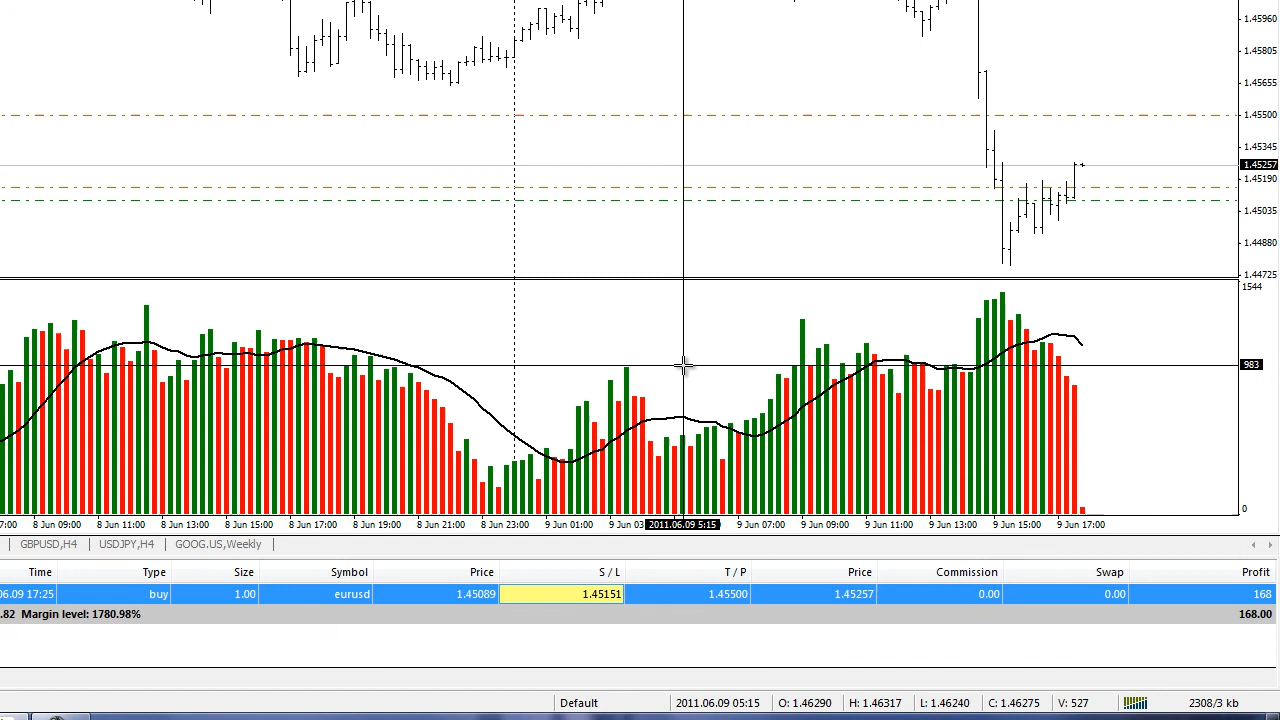 1.45960
1.45805
1.45655
1.45500
1.45345
1.45257
1.45190
1.45035
1.44880
1.44725
1544
983
0
7:00 8 Jun 09:00 8 Jun 11:00 8 Jun 13:00 8 Jun 15:00 8 Jun 17:00 8 Jun 19:00 8 Jun 21:00 8 Jun 23:00 9 Jun 01:00 9 Jun 03 2011.06.09 5:15 9 Jun 07:00 9 Jun 09:00 9 Jun 11:00 9 Jun 13:00 9 Jun 15:00 9 Jun 17:00
GBPUSD,H4 USDJPY,H4 GOOG.US,Weekly
Time Type Size Symbol Price S / L T / P Price Commission Swap Profit
06.09 17:25 buy 1.00 eurusd 1.45089 1.45151 1.45500 1.45257 0.00 0.00 168
.82 Margin level: 1780.98% 168.00
Default 2011.06.09 05:15 O: 1.46290 H: 1.46317 L: 1.46240 C: 1.46275 V: 527 2308/3 kb